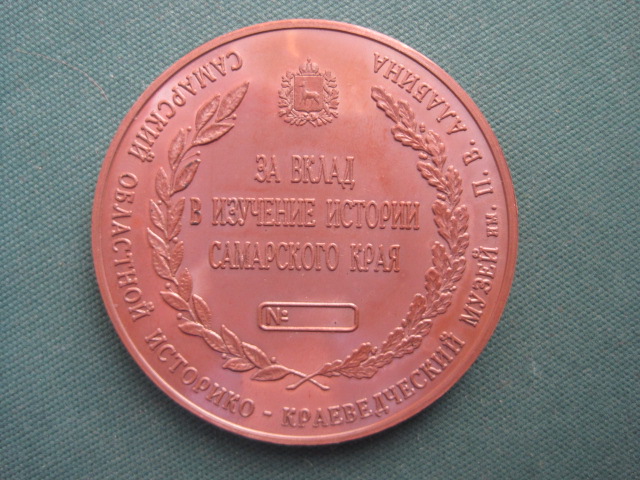 САМАРСКИЙ ОБЛАСТНОЙ ИСТОРИКО - КРАЕВЕДЧЕСКИЙ МУЗЕЙ им. П. В. АЛАБИНА
ЗА ВКЛАД
В ИЗУЧЕНИЕ ИСТОРИИ
САМАРСКОГО КРАЯ
№